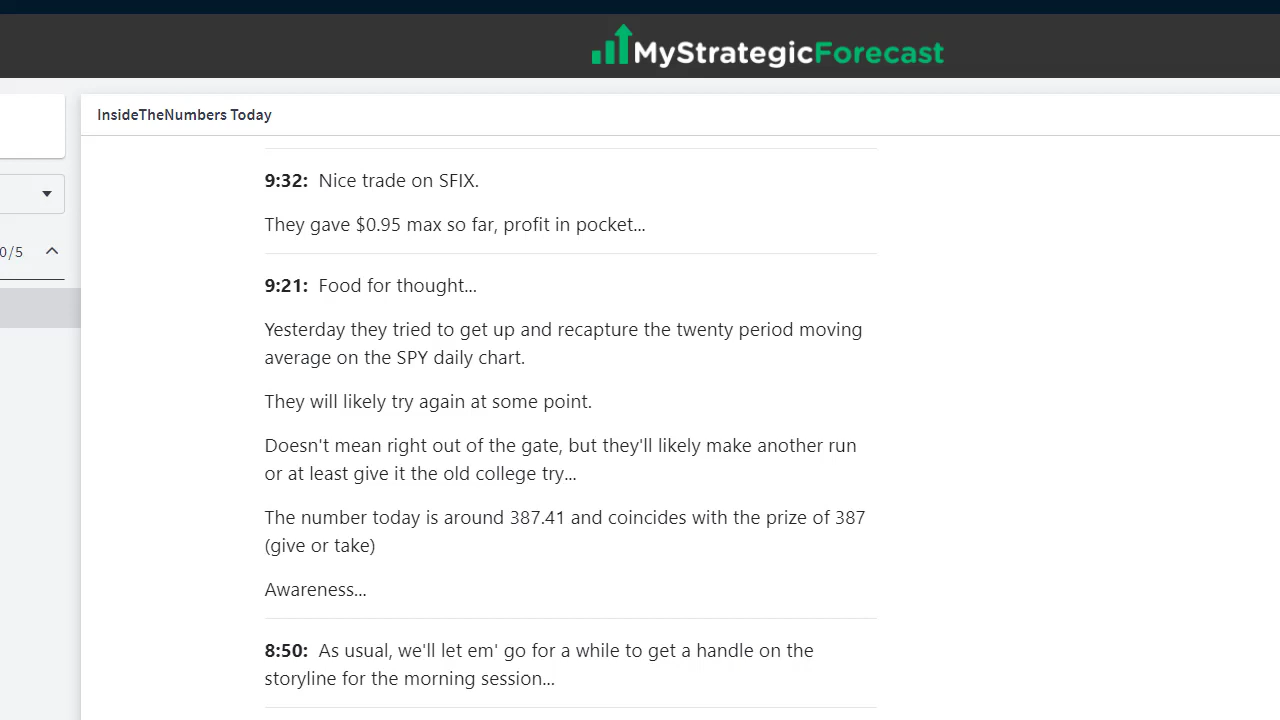 MyStrategicForecast
InsideTheNumbers Today
0/5
9:32: Nice trade on SFIX.
They gave $0.95 max so far, profit in pocket...
9:21: Food for thought...
Yesterday they tried to get up and recapture the twenty period moving
average on the SPY daily chart.
They will likely try again at some point.
Doesn't mean right out of the gate, but they'll likely make another run
or at least give it the old college try...
The number today is around 387.41 and coincides with the prize of 387
(give or take)
Awareness...
8:50: As usual, we'll let em' go for a while to get a handle on the
storyline for the morning session...